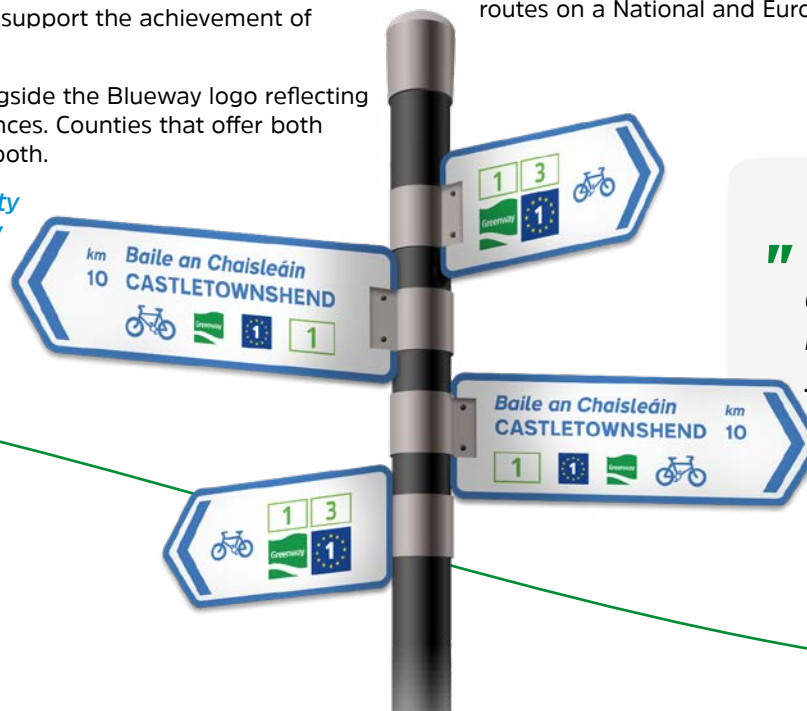 support the achievement of
routes on a National and Euro
gside the Blueway logo reflecting
nces. Counties that offer both
both.
ty
1 3
Greenway 1
km Baile an Chaisleáin
10 CASTLETOWNSHEND
Greenway 1 1
"
Baile an Chaisleáin km
CASTLETOWNSHEND 10
1 1 Greenway
1 3
Greenway 1